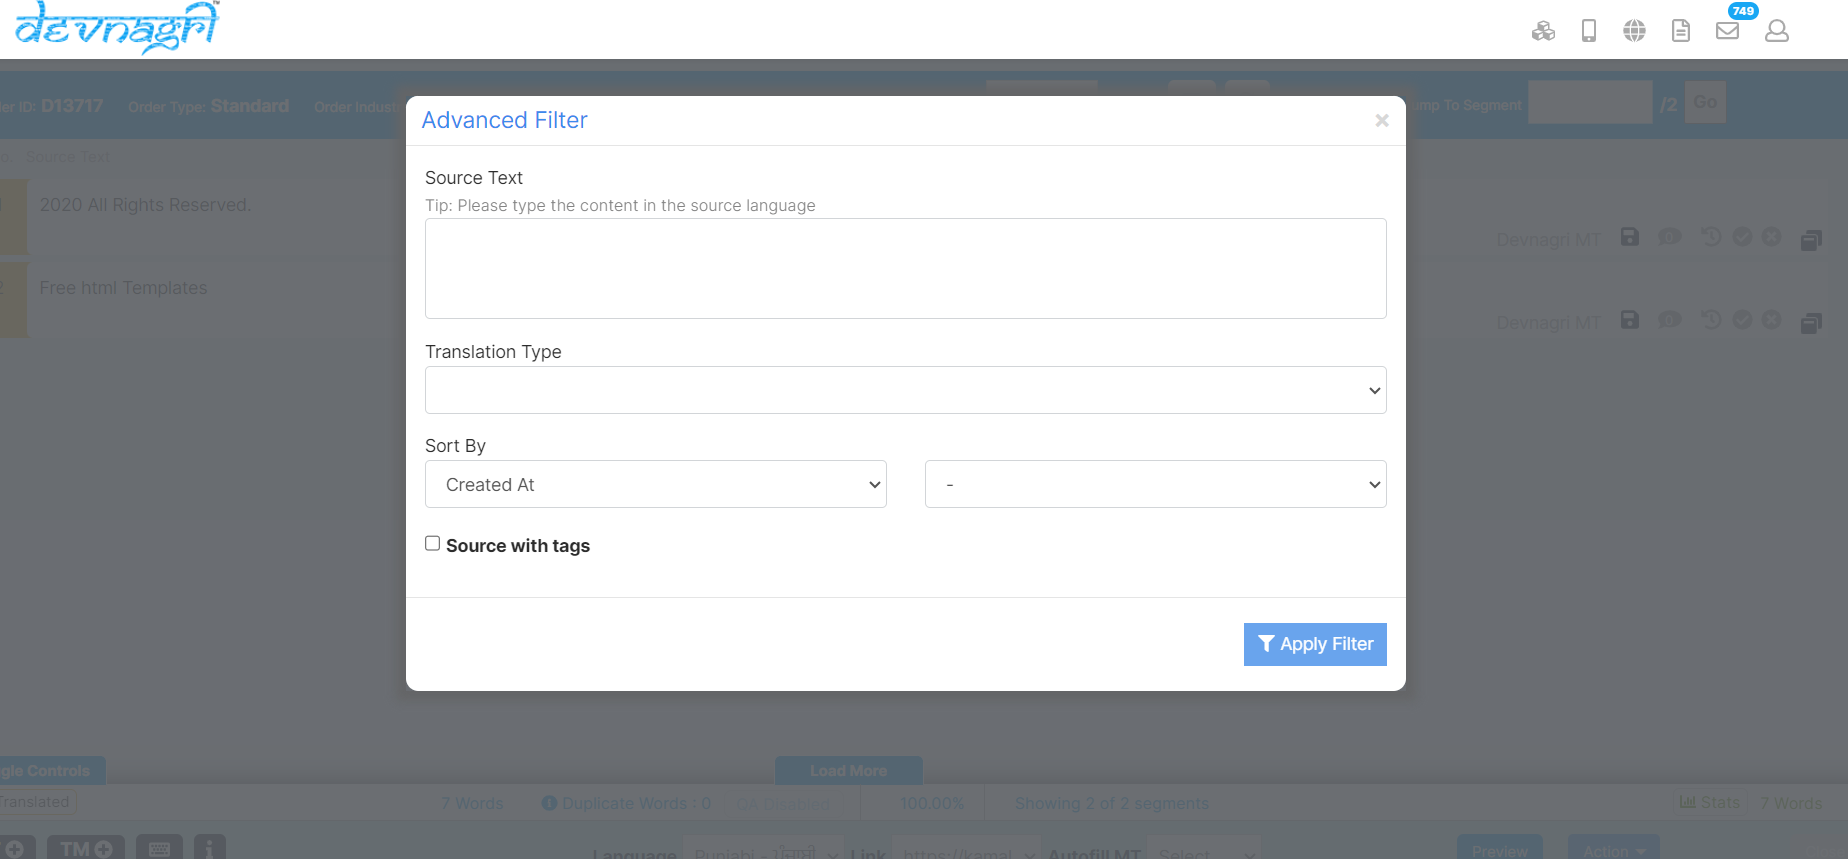 devnagri™
749
er ID: D13717 Order Type: Standard Order Indust
mp To Segment /2 Go
o. Source Text
2020 All Rights Reserved.
Devnagri MT
Free html Templates
Devnagri MT
Advanced Filter ×
Source Text
Tip: Please type the content in the source language
Translation Type
Sort By
Created At -
Source with tags
Apply Filter
gle Controls Load More
Translated 7 Words Duplicate Words : 0 QA Disabled 100.00% Showing 2 of 2 segments Stats 7 Words
TM Language Punjabi - ਪੰਜਾਬੀ Link https://kamal Autofill MT Select Preview Action